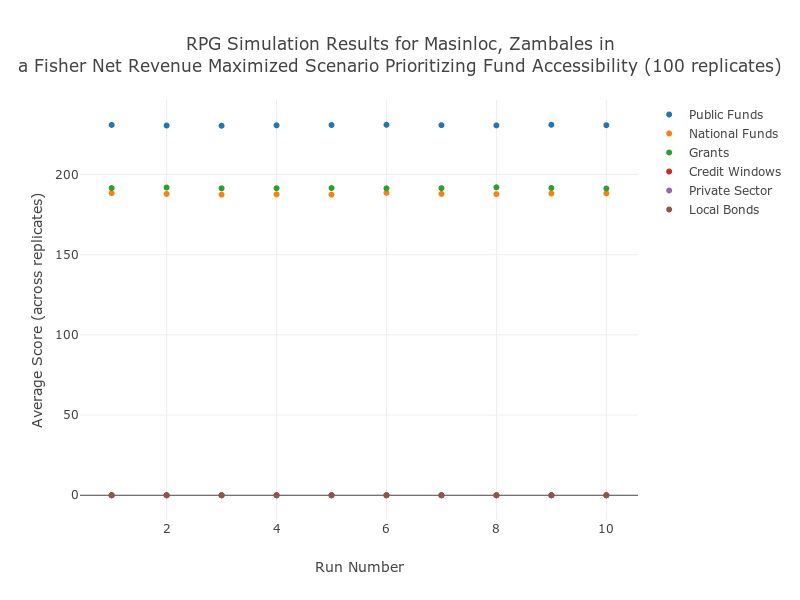 RPG Simulation Results for Masinloc, Zambales in
a Fisher Net Revenue Maximized Scenario Prioritizing Fund Accessibility (100 replicates)
Public Funds
National Funds
Grants
Credit Windows
Private Sector
Local Bonds
Average Score (across replicates)
200
150
100
50
0
2 4 6 8 10
Run Number